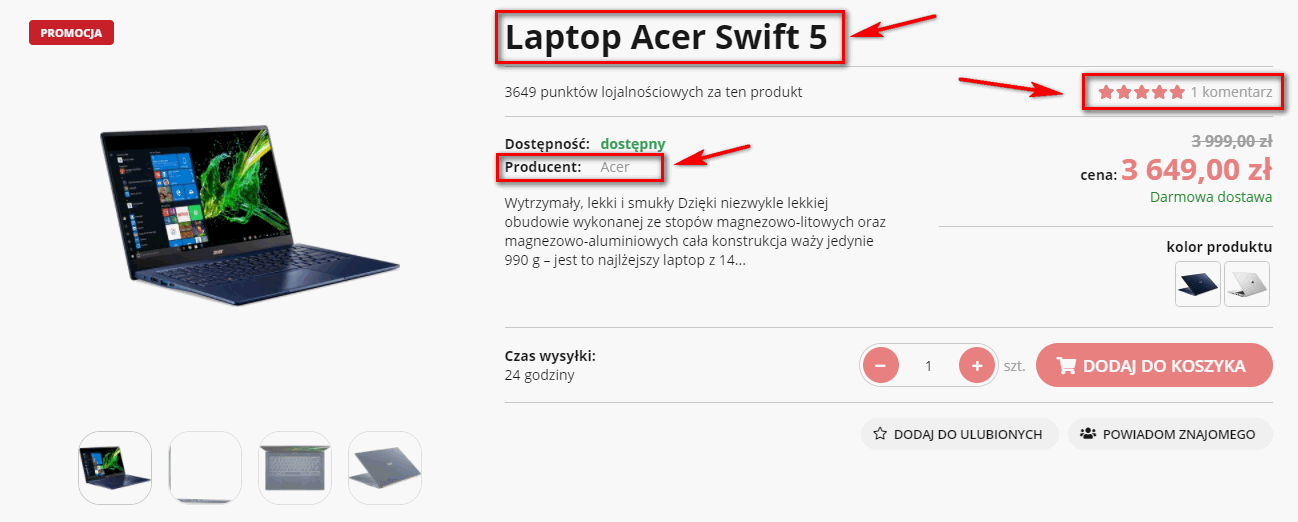 PROMOCJA
Laptop Acer Swift 5
3649 punktów lojalnościowych za ten produkt
1 komentarz
Dostępność: dostępny
Producent: Acer
3 999,00 zł
cena: 3 649,00 zł
Darmowa dostawa
Wytrzymały, lekki i smukły Dzięki niezwykle lekkiej
obudowie wykonanej ze stopów magnezowo-litowych oraz
magnezowo-aluminiowych cała konstrukcja waży jedynie
990 g – jest to najlżejszy laptop z 14...
kolor produktu
Czas wysyłki:
24 godziny
− 1 + szt.
DODAJ DO KOSZYKA
DODAJ DO ULUBIONYCH
POWIADOM ZNAJOMEGO